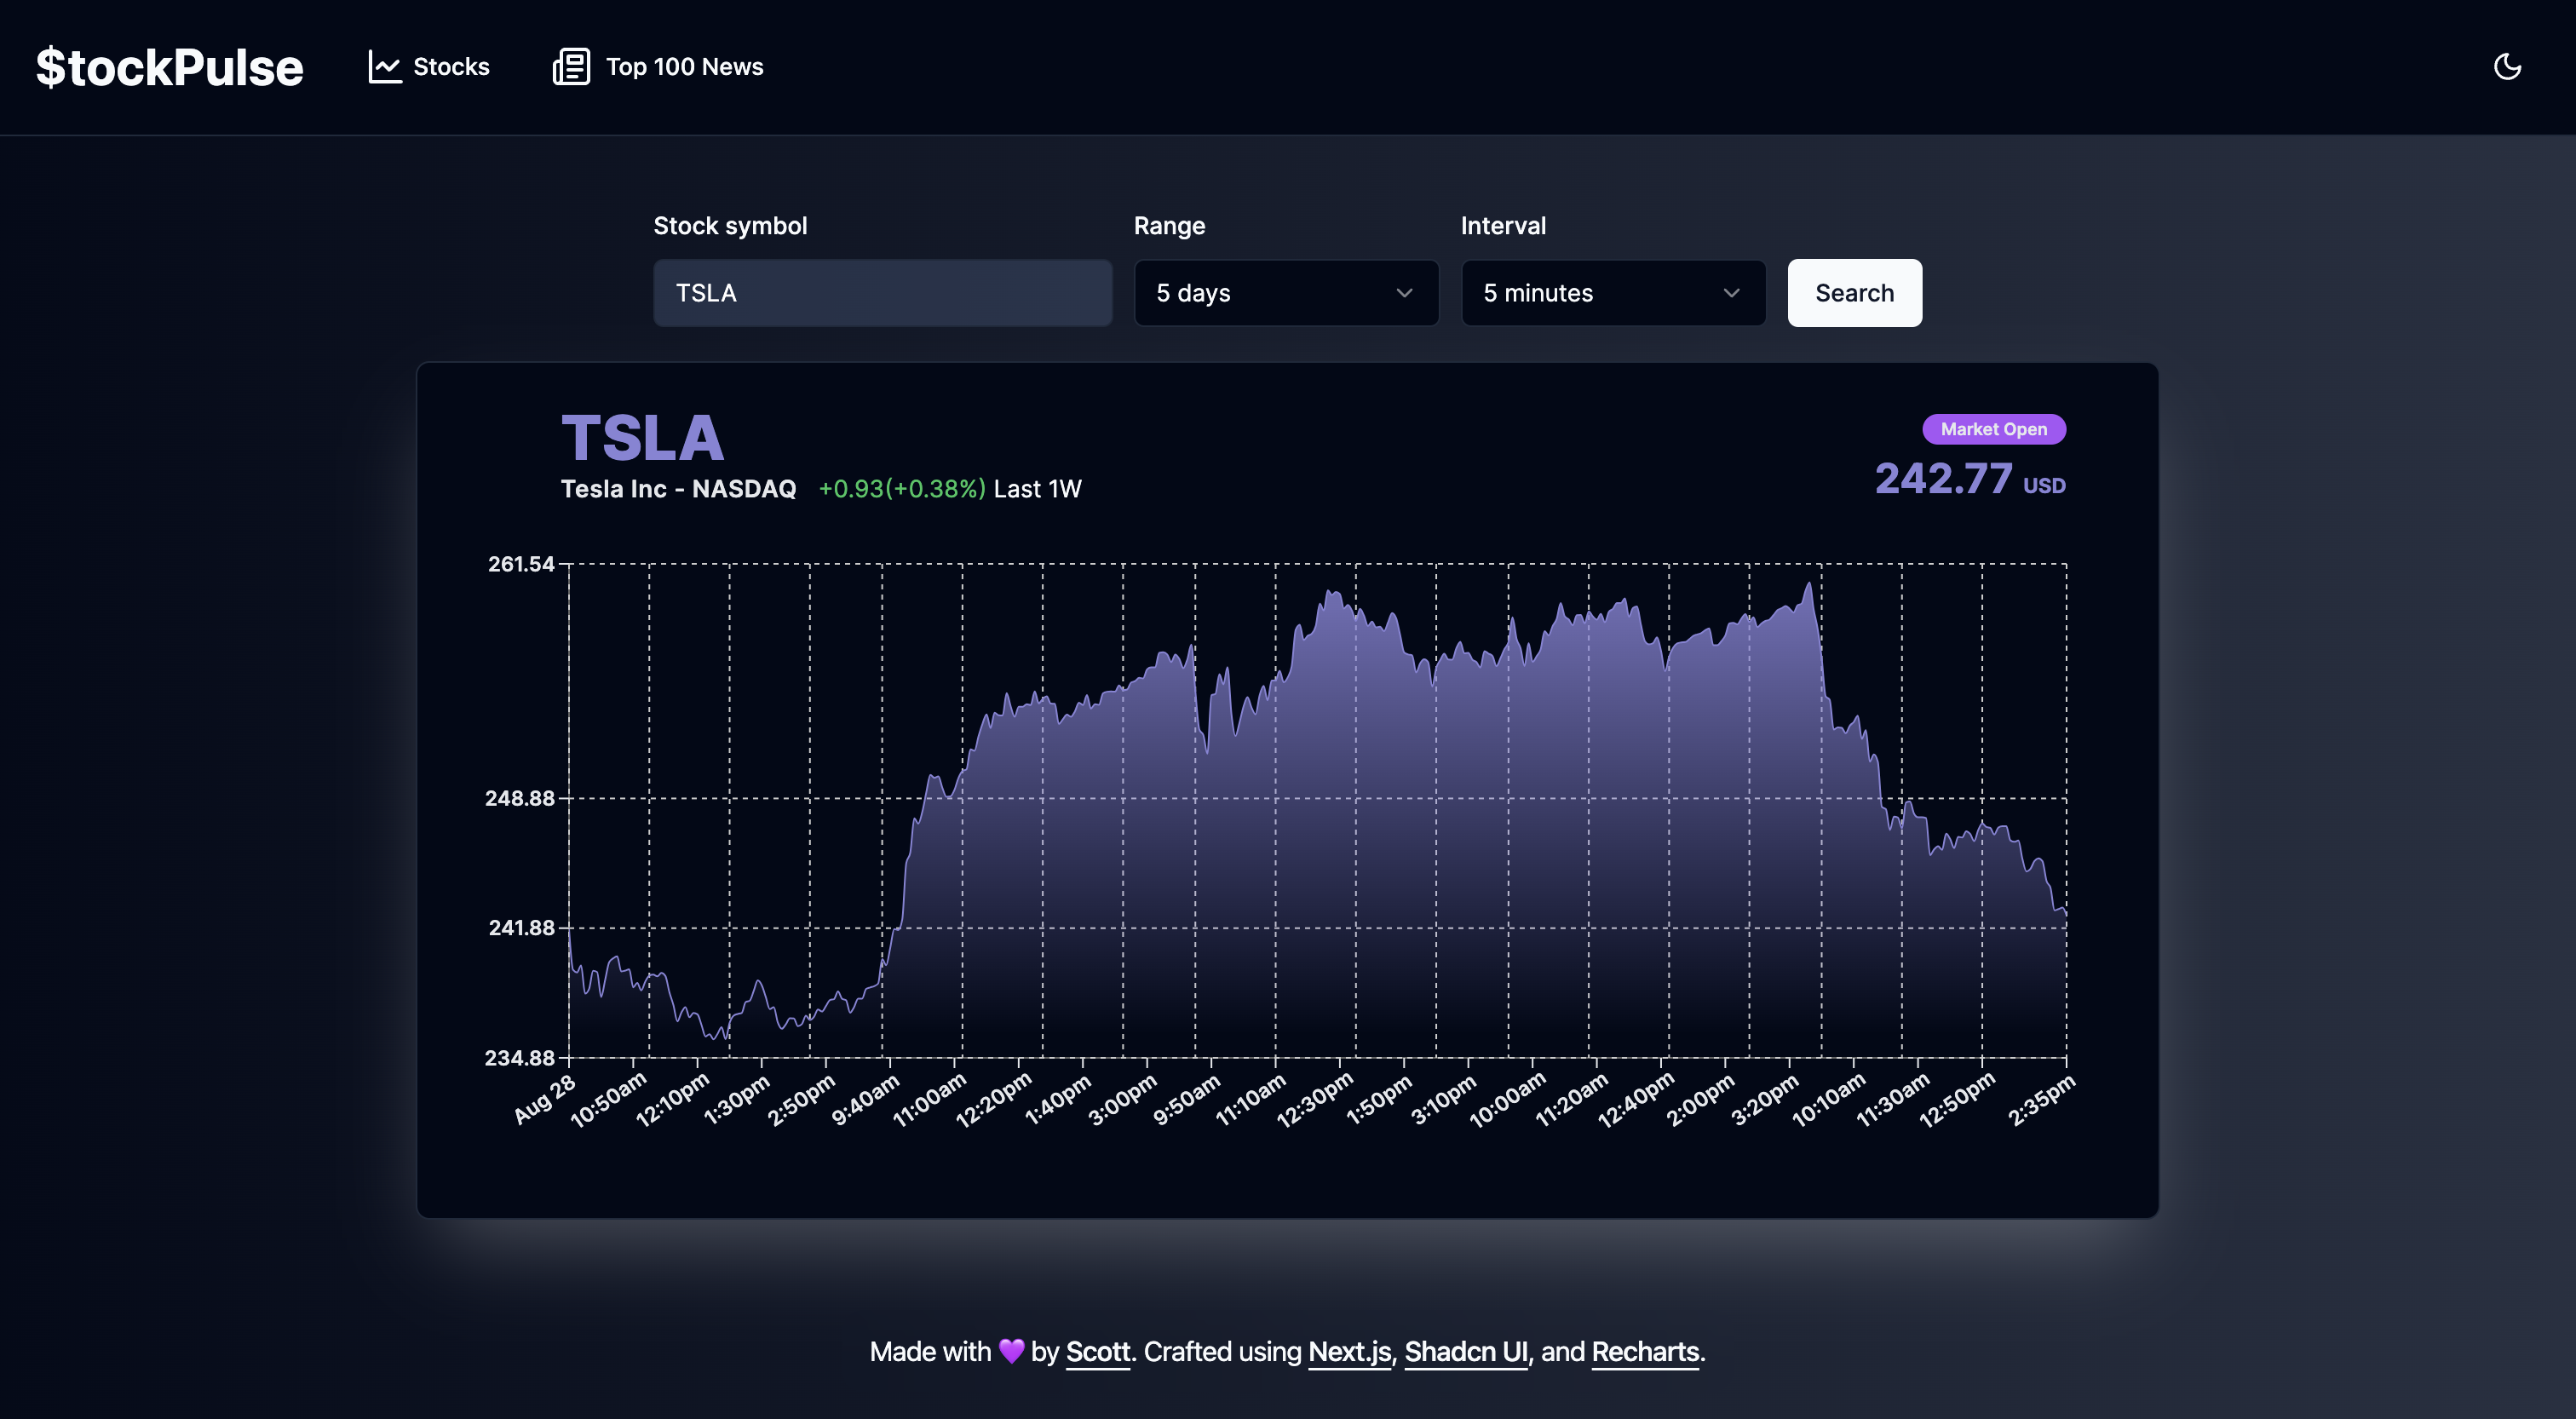 $tockPulse Stocks Top 100 News
Stock symbol Range Interval
TSLA 5 days 5 minutes Search
TSLA
Market Open
Tesla Inc - NASDAQ +0.93(+0.38%) Last 1W
242.77 USD
261.54
248.88
241.88
234.88
Aug 28 10:50am 12:10pm 1:30pm 2:50pm 9:40am 11:00am 12:20pm 1:40pm 3:00pm 9:50am 11:10am 12:30pm 1:50pm 3:10pm 10:00am 11:20am 12:40pm 2:00pm 3:20pm 10:10am 11:30am 12:50pm 2:35pm
Made with 💜 by Scott. Crafted using Next.js, Shadcn UI, and Recharts.